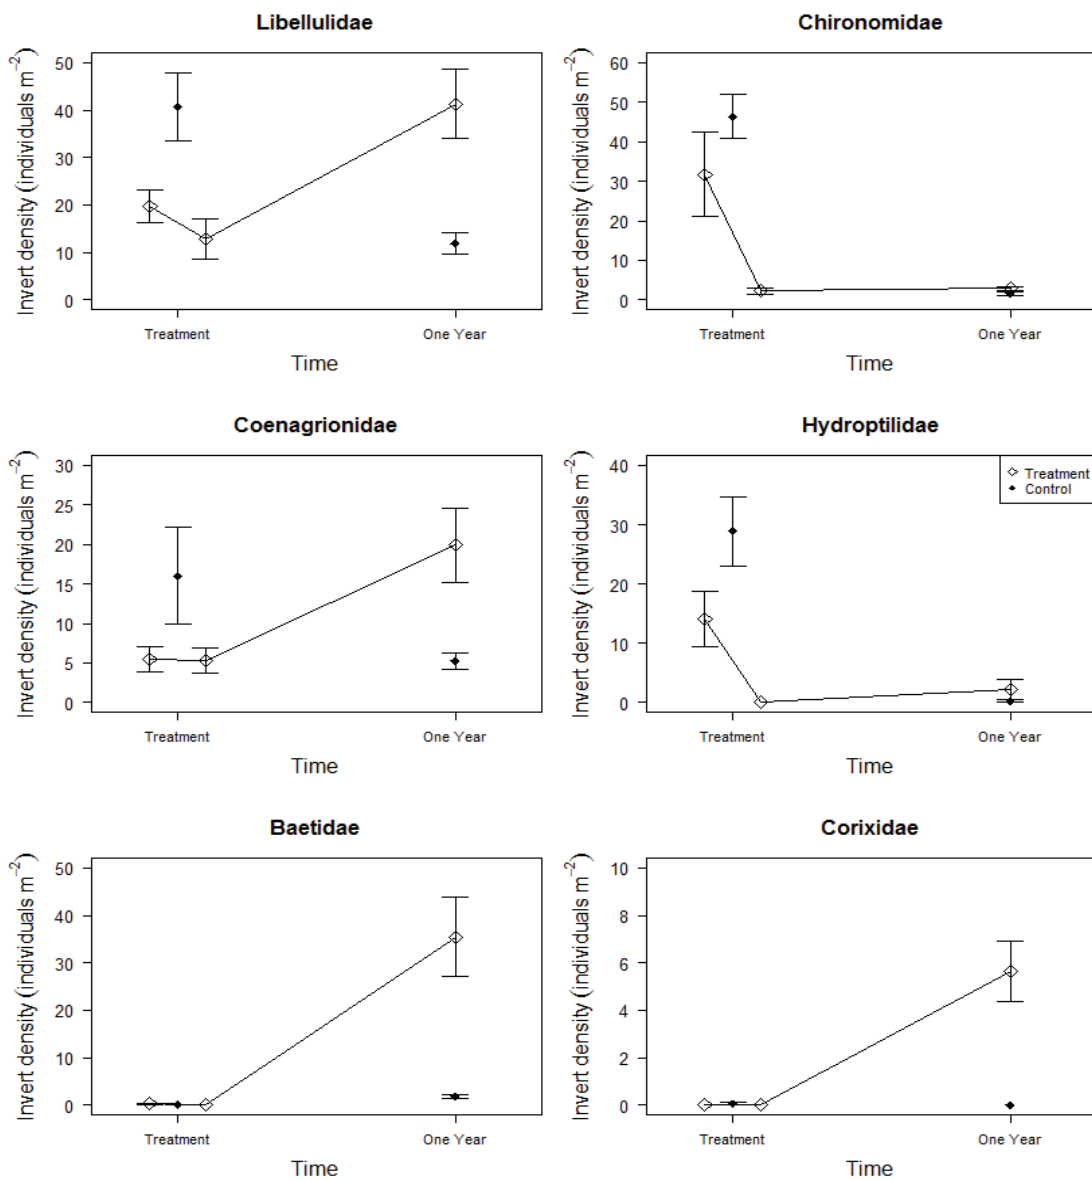 Libellulidae
Invert density (individuals m⁻²)
50
40
30
20
10
0
Treatment
One Year
Time
Chironomidae
Invert density (individuals m⁻²)
60
50
40
30
20
10
0
Treatment
One Year
Time
Coenagrionidae
Invert density (individuals m⁻²)
30
25
20
15
10
5
0
Treatment
One Year
Time
Hydroptilidae
Invert density (individuals m⁻²)
40
30
20
10
0
Treatment
Control
Treatment
One Year
Time
Baetidae
Invert density (individuals m⁻²)
50
40
30
20
10
0
Treatment
One Year
Time
Corixidae
Invert density (individuals m⁻²)
10
8
6
4
2
0
Treatment
One Year
Time